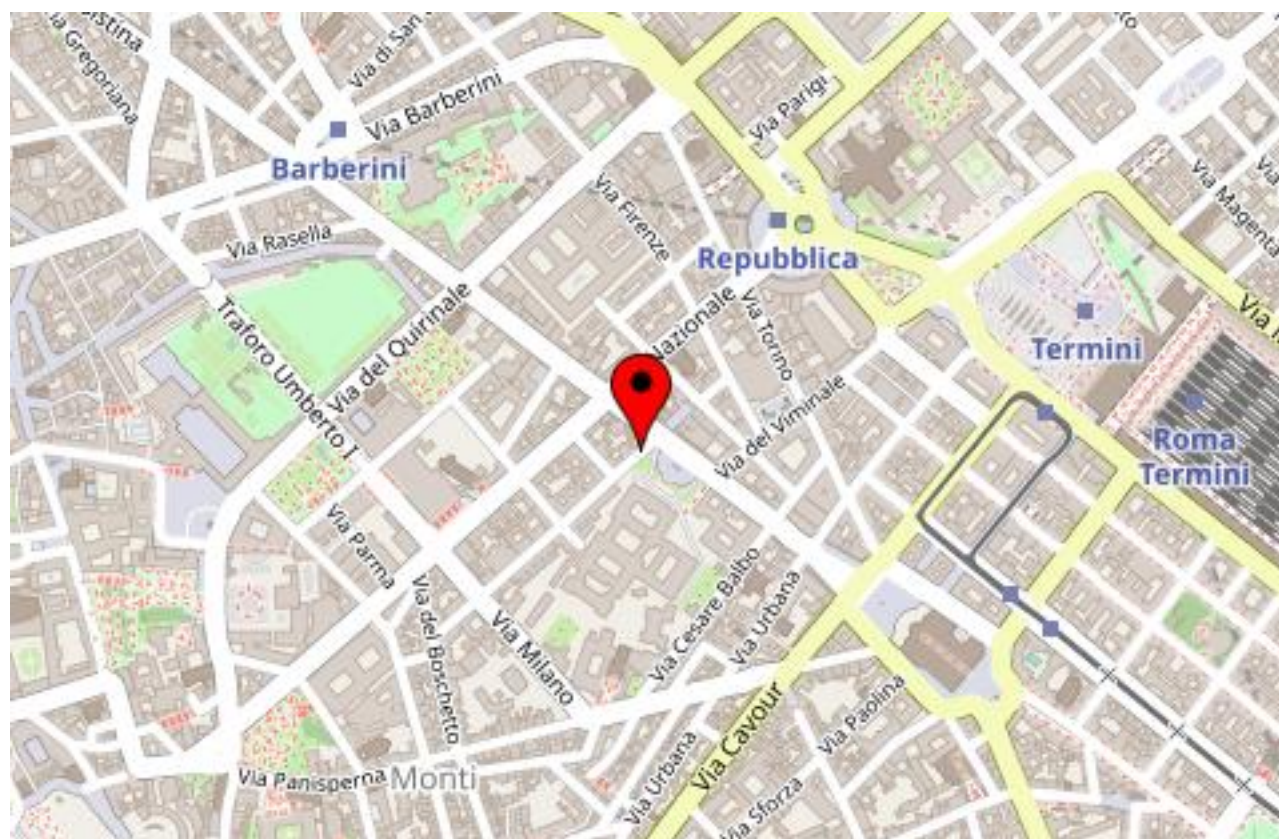 Via Gregoriana
Via di San
Via Barberini
Barberini
Via Parigi
Via Magenta
Via Firenze
Via Rasella
Repubblica
Via del Quirinale
Nazionale
Via Torino
Traforo Umberto I
Termini
Via del Viminale
Roma
Termini
Via Parma
Via del Boschetto
Via Milano
Via Cesare Balbo
Via Urbana
Via Cavour
Via Paolina
Via Panisperna
Monti
Via Urbana
Via Sforza